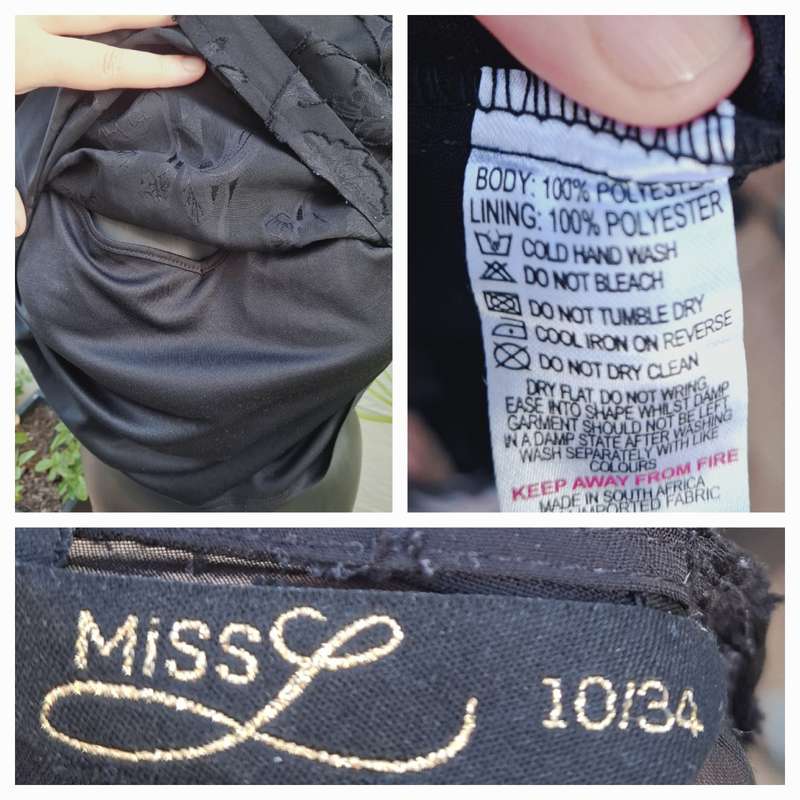 BODY: 100% POLYESTER
LINING: 100% POLYESTER
COLD HAND WASH
DO NOT BLEACH
DO NOT TUMBLE DRY
COOL IRON ON REVERSE
DO NOT DRY CLEAN
DRY FLAT, DO NOT WRING,
EASE INTO SHAPE WHILST DAMP
GARMENT SHOULD NOT BE LEFT
IN A DAMP STATE AFTER WASHING
WASH SEPARATELY WITH LIKE
COLOURS
KEEP AWAY FROM FIRE
MADE IN SOUTH AFRICA
IMPORTED FABRIC
MiSS L 10/34